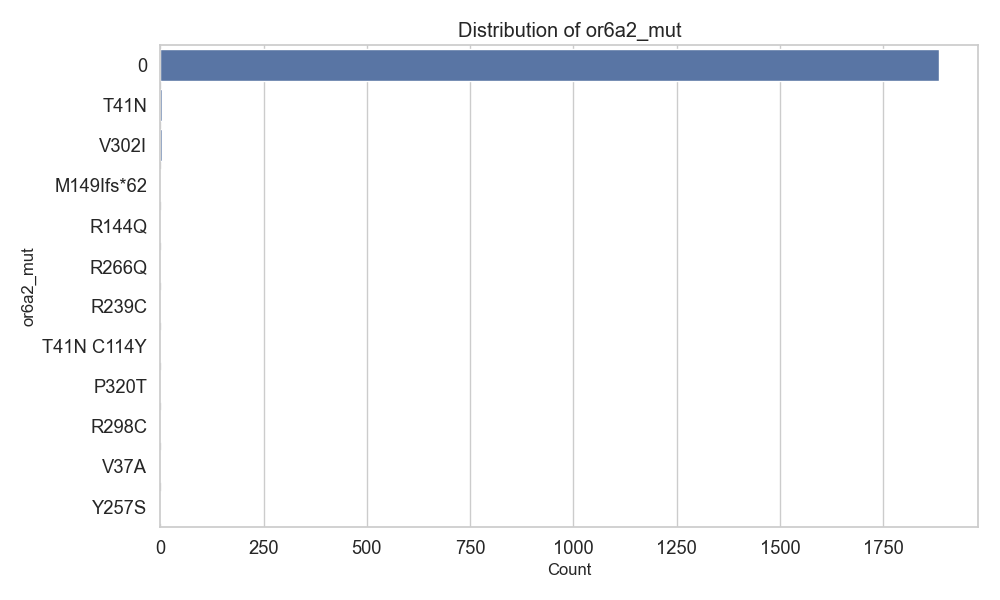 Distribution of or6a2_mut
0
T41N
V302I
M149Ifs*62
R144Q
R266Q
R239C
T41N C114Y
P320T
R298C
V37A
Y257S
or6a2_mut
0 250 500 750 1000 1250 1500 1750
Count